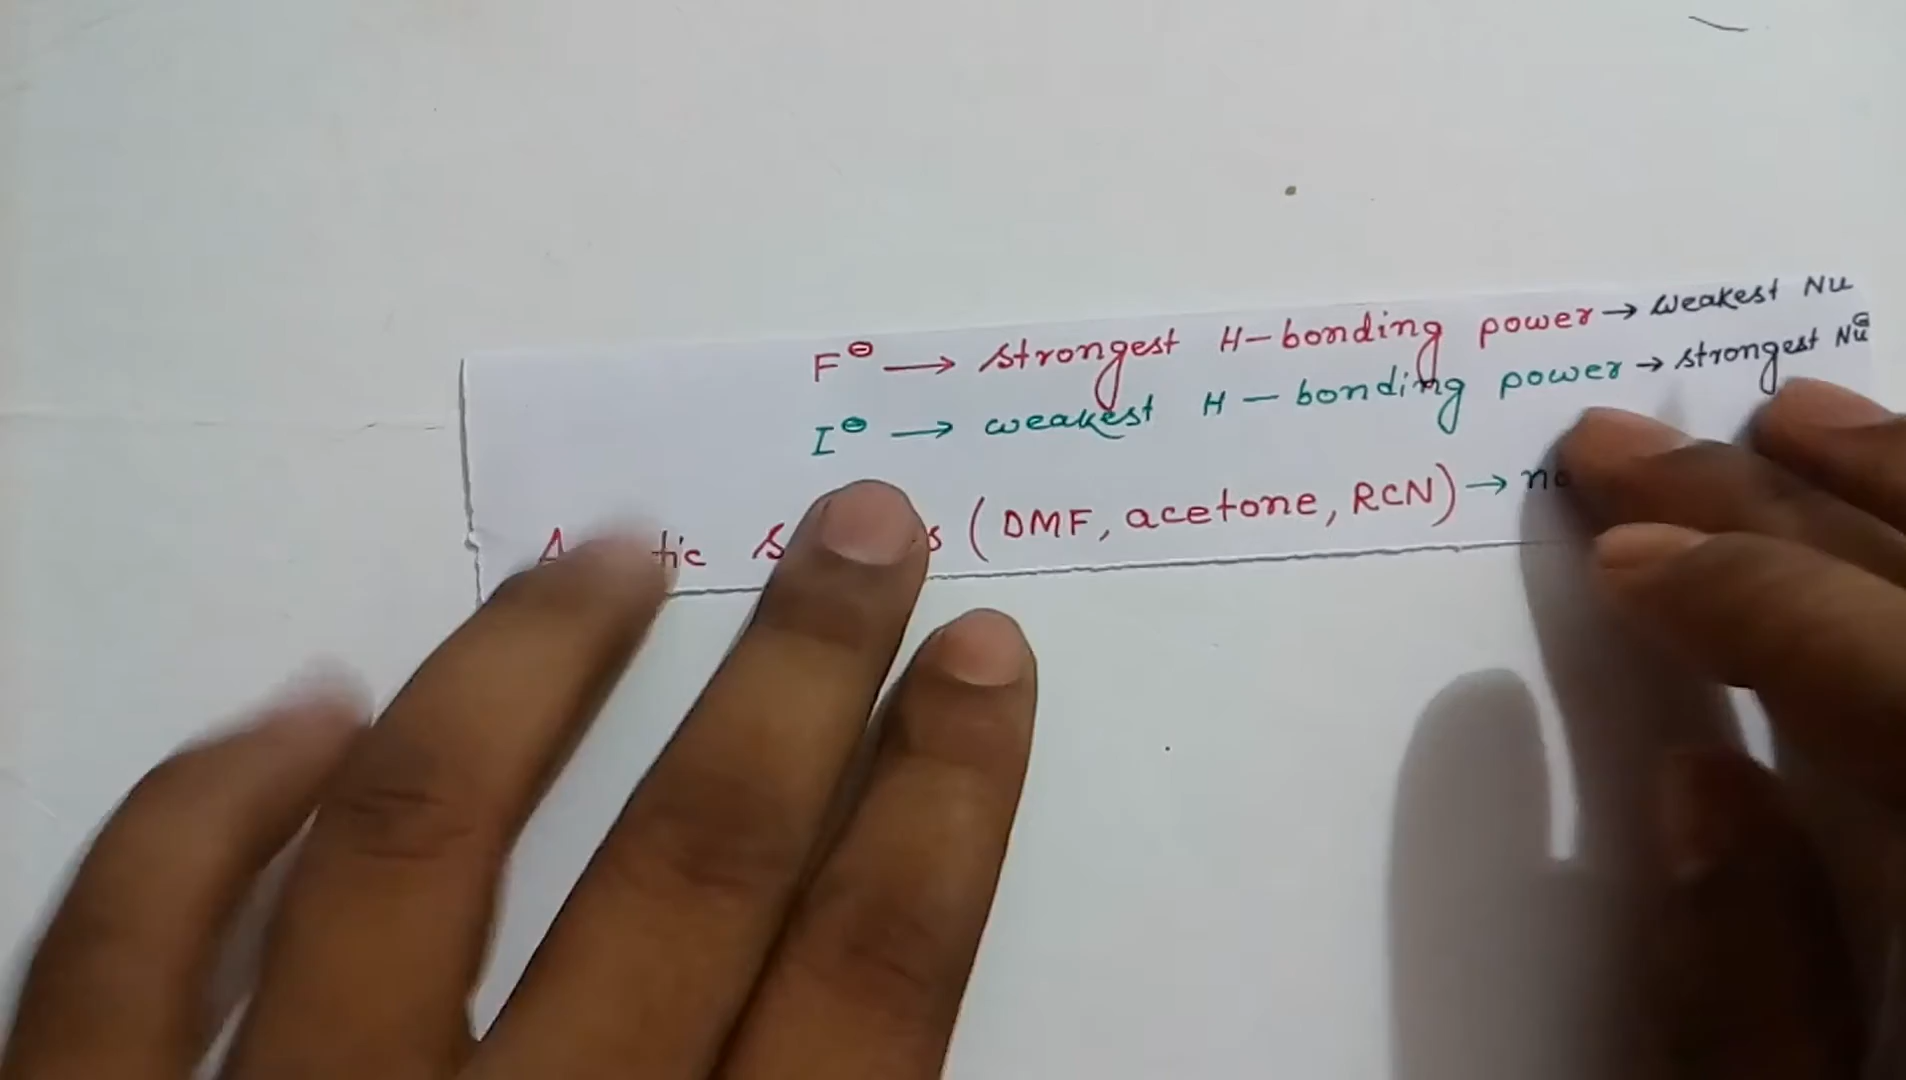 F⊖ → strongest H-bonding power → weakest Nu
I⊖ → weakest H-bonding power → strongest Nu⊖
(DMF, acetone, RCN) →